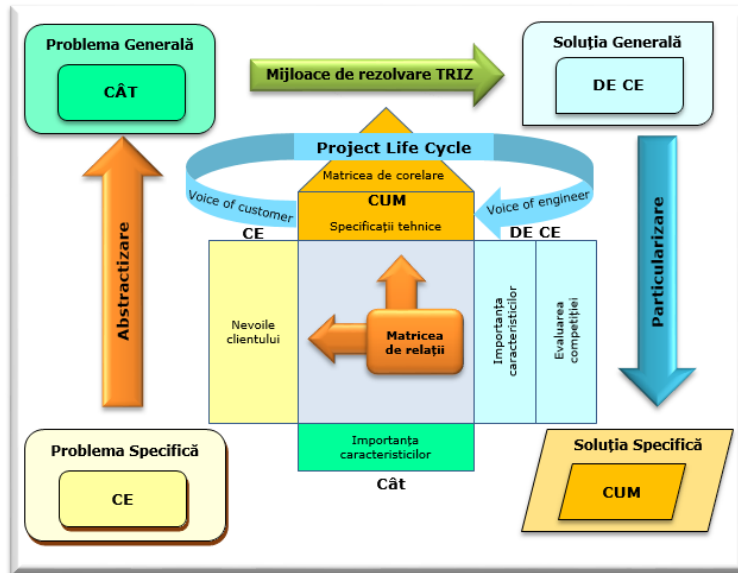 Problema Generală
CÂT
Mijloace de rezolvare TRIZ
Soluția Generală
DE CE
Project Life Cycle
Matricea de corelare
Voice of customer
CUM
Voice of engineer
CE
Specificații tehnice
DE CE
Abstractizare
Particularizare
Nevoile
clientului
Matricea
de relații
Importanța
caracteristicilor
Evaluarea
competiției
Importanța
caracteristicilor
Cât
Problema Specifică
CE
Soluția Specifică
CUM